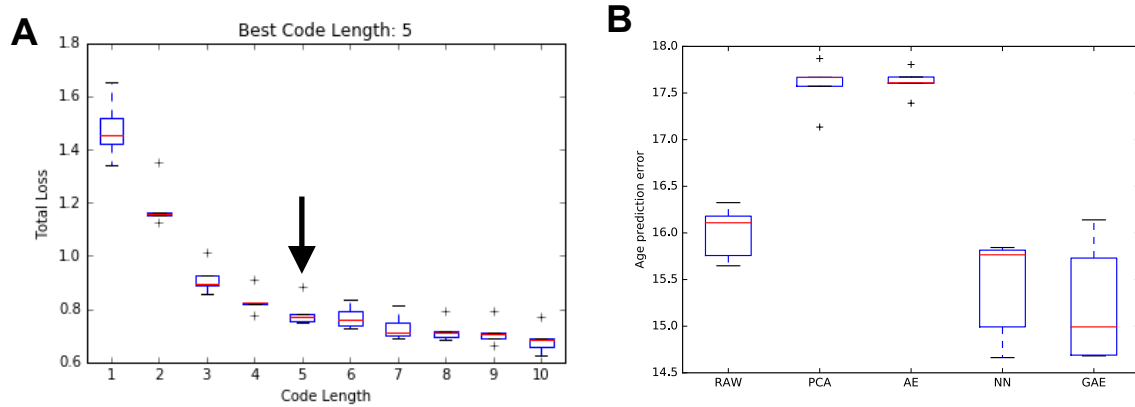 A
Best Code Length: 5
Total Loss
1.8
1.6
1.4
1.2
1.0
0.8
0.6
1 2 3 4 5 6 7 8 9 10
Code Length
B
Age prediction error
18.0
17.5
17.0
16.5
16.0
15.5
15.0
14.5
RAW PCA AE NN GAE